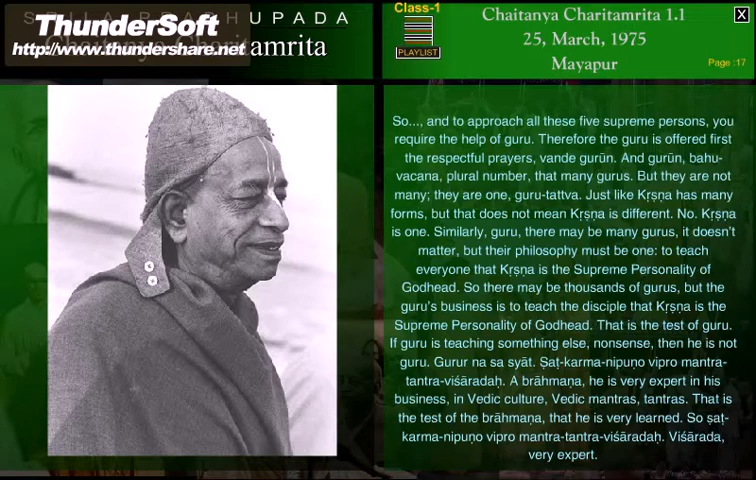 SRILA PRABHUPADA
ThunderSoft
http://www.thundershare.net
Chaitanya Charitamrita
Class-1
PLAYLIST
Chaitanya Charitamrita 1.1
25, March, 1975
Mayapur
Page :17
X
So..., and to approach all these five supreme persons, you
require the help of guru. Therefore the guru is offered first
the respectful prayers, vande gurūn. And gurūn, bahu-
vacana, plural number, that many gurus. But they are not
many; they are one, guru-tattva. Just like Kṛṣṇa has many
forms, but that does not mean Kṛṣṇa is different. No. Kṛṣṇa
is one. Similarly, guru, there may be many gurus, it doesn't
matter, but their philosophy must be one: to teach
everyone that Kṛṣṇa is the Supreme Personality of
Godhead. So there may be thousands of gurus, but the
guru's business is to teach the disciple that Kṛṣṇa is the
Supreme Personality of Godhead. That is the test of guru.
If guru is teaching something else, nonsense, then he is not
guru. Gurur na sa syāt. Ṣaṭ-karma-nipuṇo vipro mantra-
tantra-viśāradaḥ. A brāhmaṇa, he is very expert in his
business, in Vedic culture, Vedic mantras, tantras. That is
the test of the brāhmaṇa, that he is very learned. So ṣaṭ-
karma-nipuṇo vipro mantra-tantra-viśāradaḥ. Viśārada,
very expert.